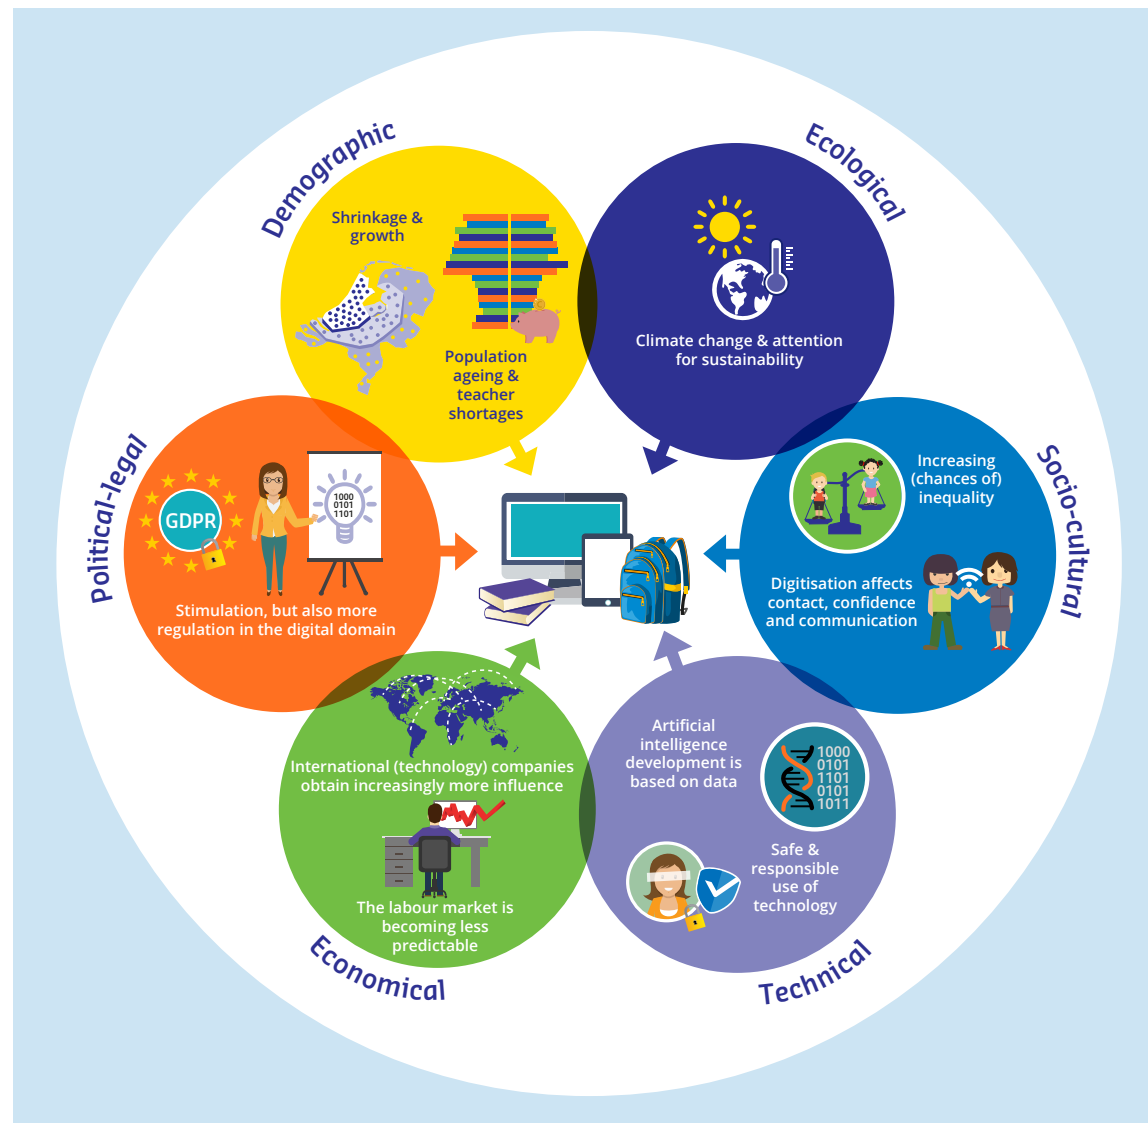 Demographic
Shrinkage &
growth
Population
ageing &
teacher
shortages
Ecological
Climate change & attention
for sustainability
Socio-cultural
Increasing
(chances of)
inequality
Digitisation affects
contact, confidence
and communication
Technical
Artificial
intelligence
development is
based on data
1000
0101
1101
0101
1011
Safe &
responsible
use of
technology
Economical
International (technology) companies
obtain increasingly more influence
The labour market is
becoming less
predictable
Political-legal
GDPR
1000
0101
1101
Stimulation, but also more
regulation in the digital domain